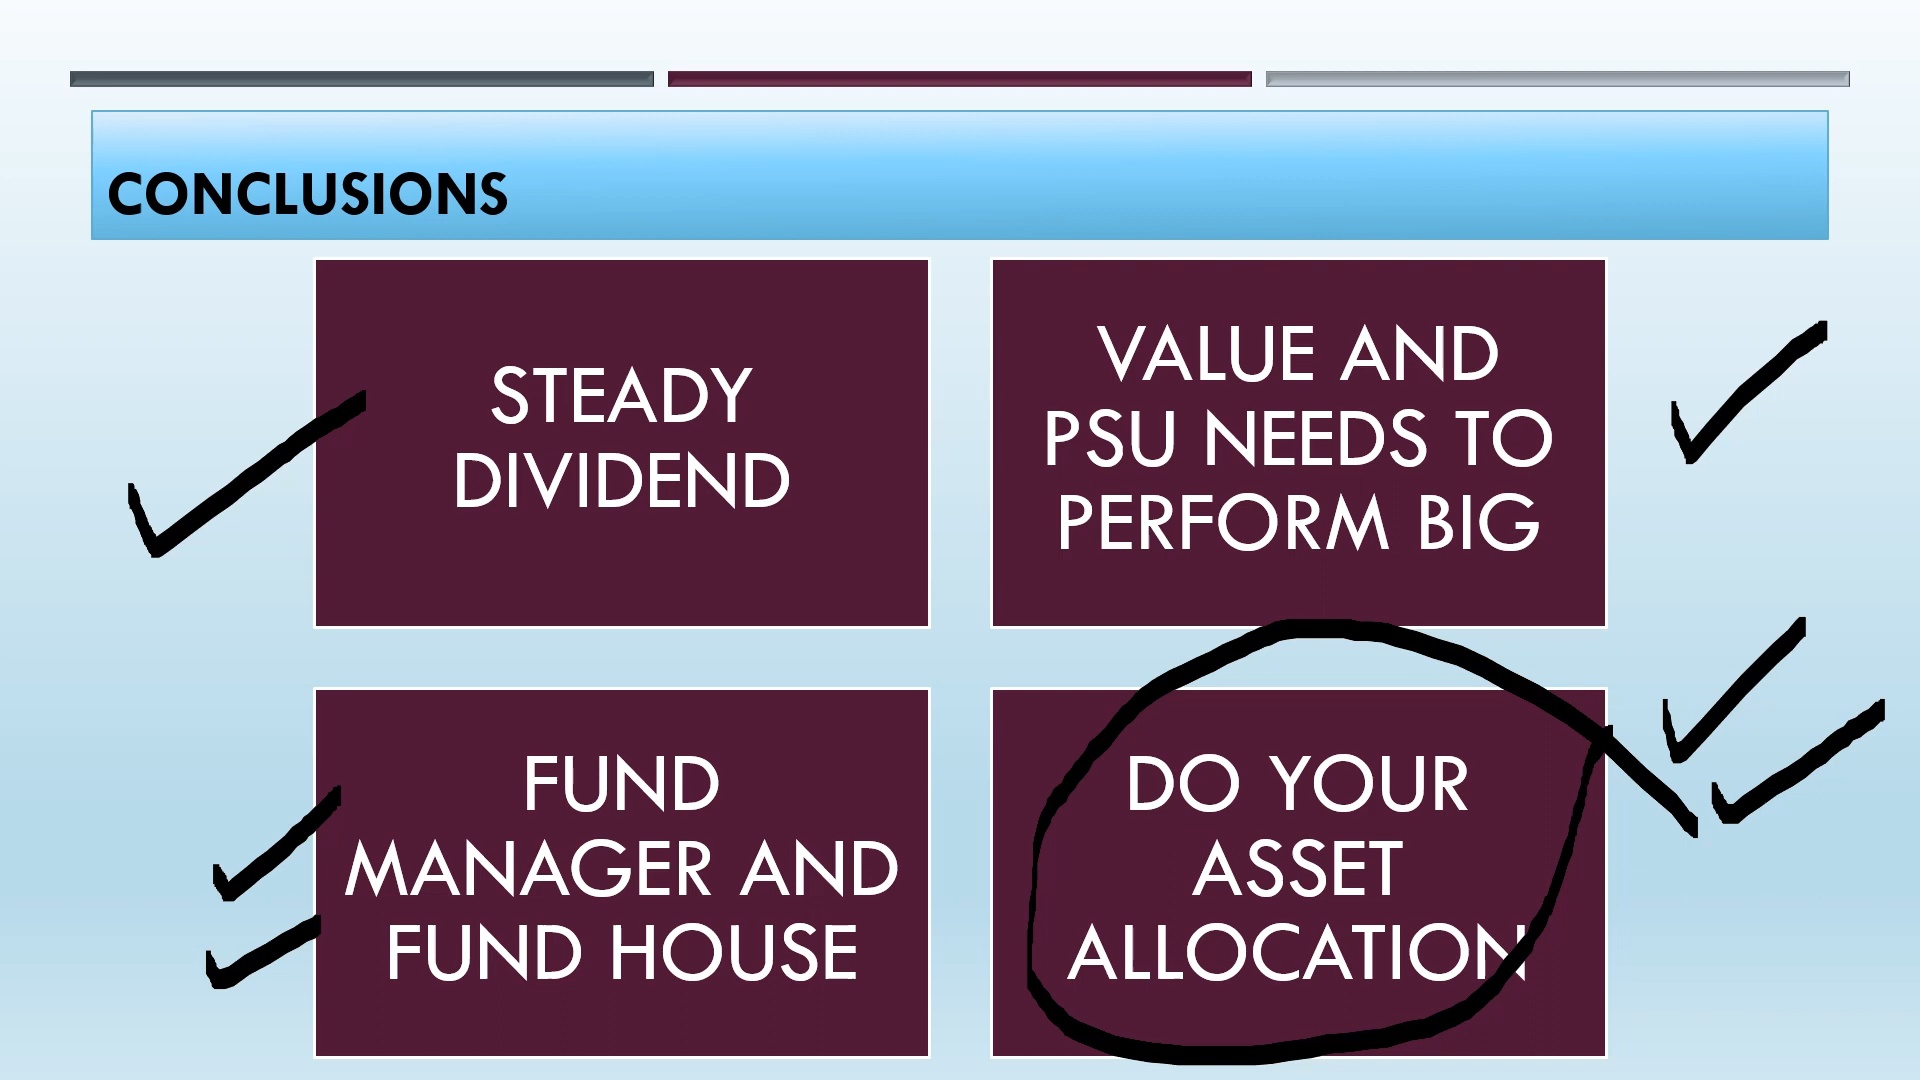 CONCLUSIONS
STEADY
DIVIDEND
VALUE AND
PSU NEEDS TO
PERFORM BIG
FUND
MANAGER AND
FUND HOUSE
DO YOUR
ASSET
ALLOCATION